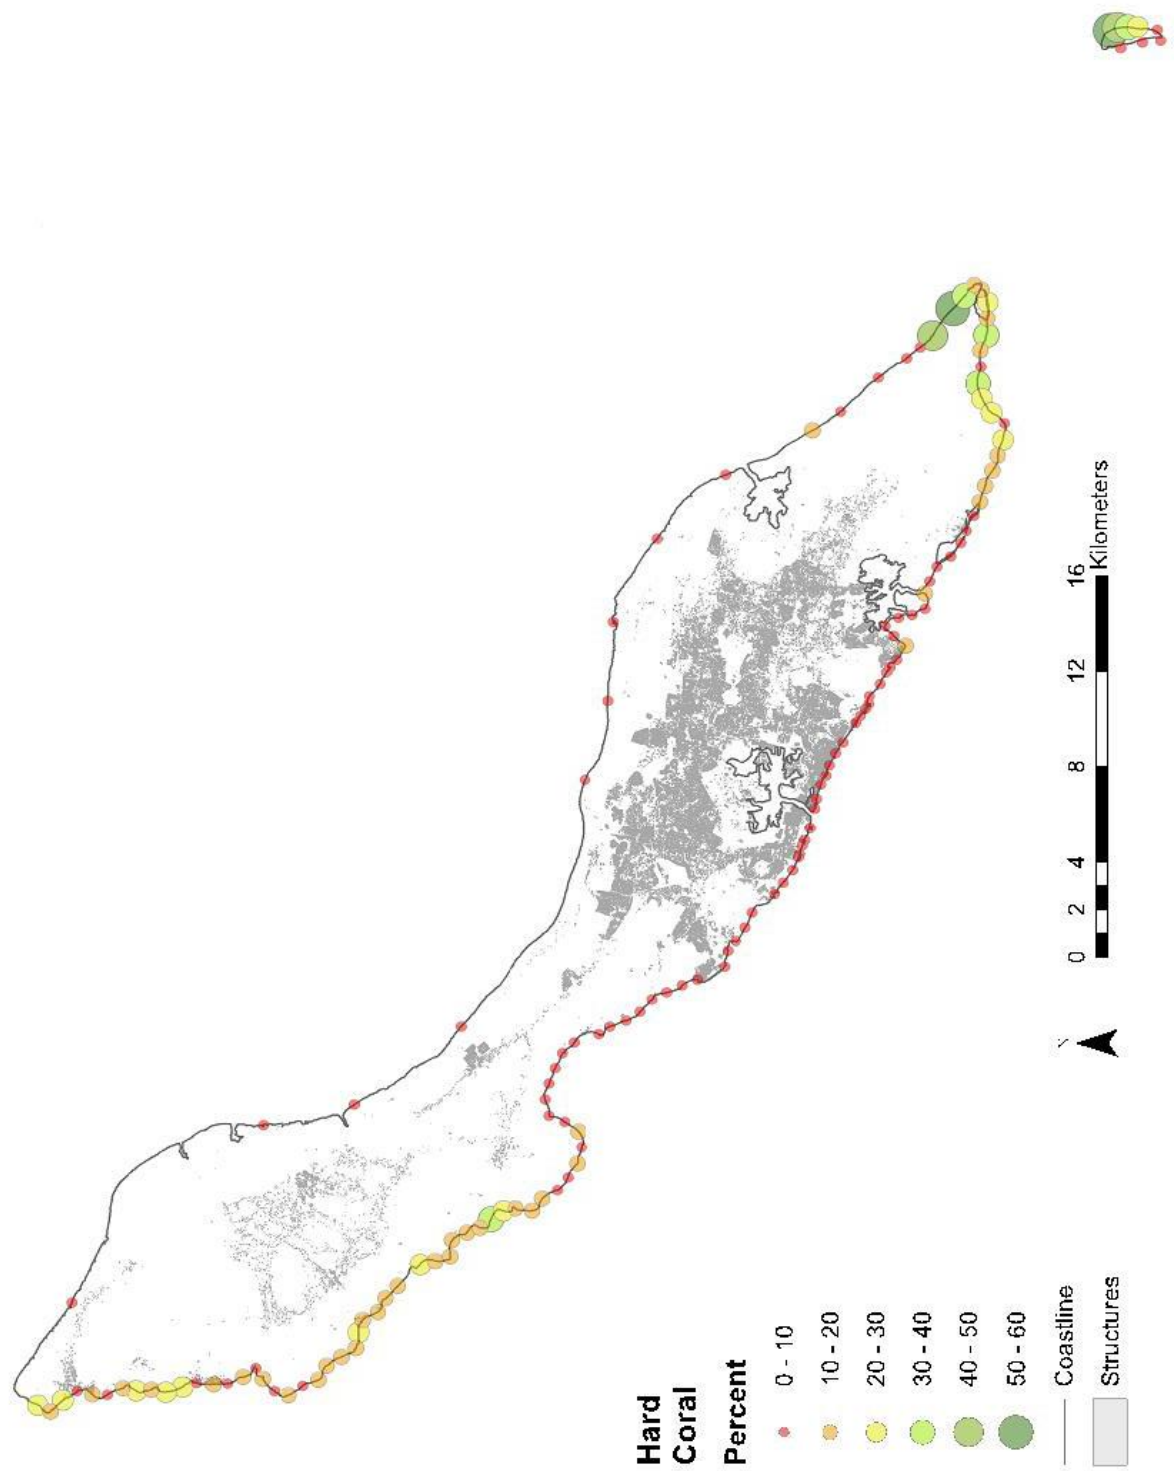 Hard
Coral
Percent
0 - 10
10 - 20
20 - 30
30 - 40
40 - 50
50 - 60
Coastline
Structures
N
0 2 4 8 12 16
Kilometers